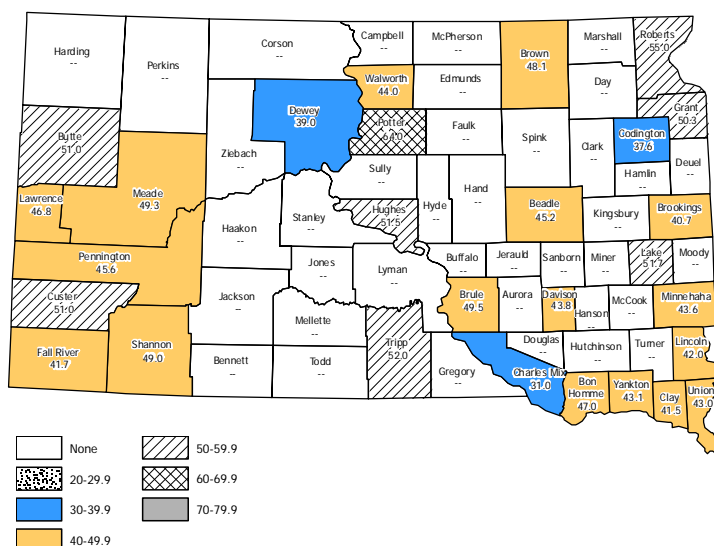 Harding
--
Perkins
--
Corson
--
Campbell
--
McPherson
--
Brown
48.1
Marshall
--
Roberts
55.0
Walworth
44.0
Edmunds
--
Day
--
Dewey
39.0
Potter
64.0
Faulk
--
Spink
--
Clark
--
Codington
37.6
Grant
50.3
Butte
51.0
Ziebach
--
Sully
--
Hyde
--
Hand
--
Hamlin
--
Deuel
--
Lawrence
46.8
Meade
49.3
Haakon
--
Stanley
--
Hughes
51.5
Beadle
45.2
Kingsbury
--
Brookings
40.7
Pennington
45.6
Jones
--
Lyman
--
Buffalo
--
Jerauld
--
Sanborn
--
Miner
--
Lake
51.7
Moody
--
Custer
51.0
Jackson
--
Mellette
--
Brule
49.5
Aurora
--
Davison
43.8
Hanson
--
McCook
--
Minnehaha
43.6
Fall River
41.7
Shannon
49.0
Bennett
--
Todd
--
Tripp
52.0
Gregory
--
Douglas
--
Charles Mix
31.0
Hutchinson
--
Turner
--
Lincoln
42.0
Bon
Homme
47.0
Yankton
43.1
Clay
41.5
Union
43.0
None
20-29.9
30-39.9
40-49.9
50-59.9
60-69.9
70-79.9